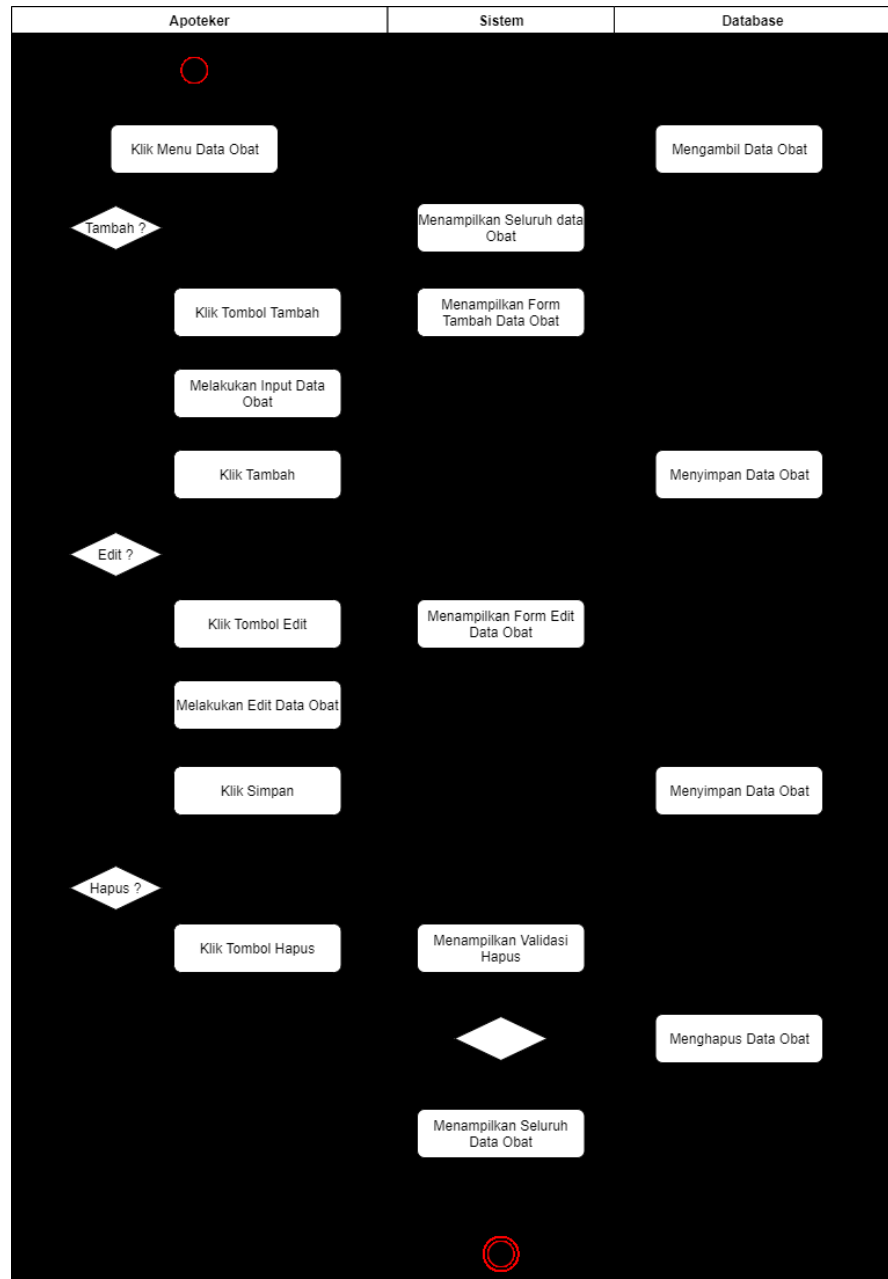 Apoteker
Sistem
Database
Klik Menu Data Obat
Mengambil Data Obat
Tambah ?
Menampilkan Seluruh data
Obat
Klik Tombol Tambah
Menampilkan Form
Tambah Data Obat
Melakukan Input Data
Obat
Klik Tambah
Menyimpan Data Obat
Edit ?
Klik Tombol Edit
Menampilkan Form Edit
Data Obat
Melakukan Edit Data Obat
Klik Simpan
Menyimpan Data Obat
Hapus ?
Klik Tombol Hapus
Menampilkan Validasi
Hapus
Menghapus Data Obat
Menampilkan Seluruh
Data Obat